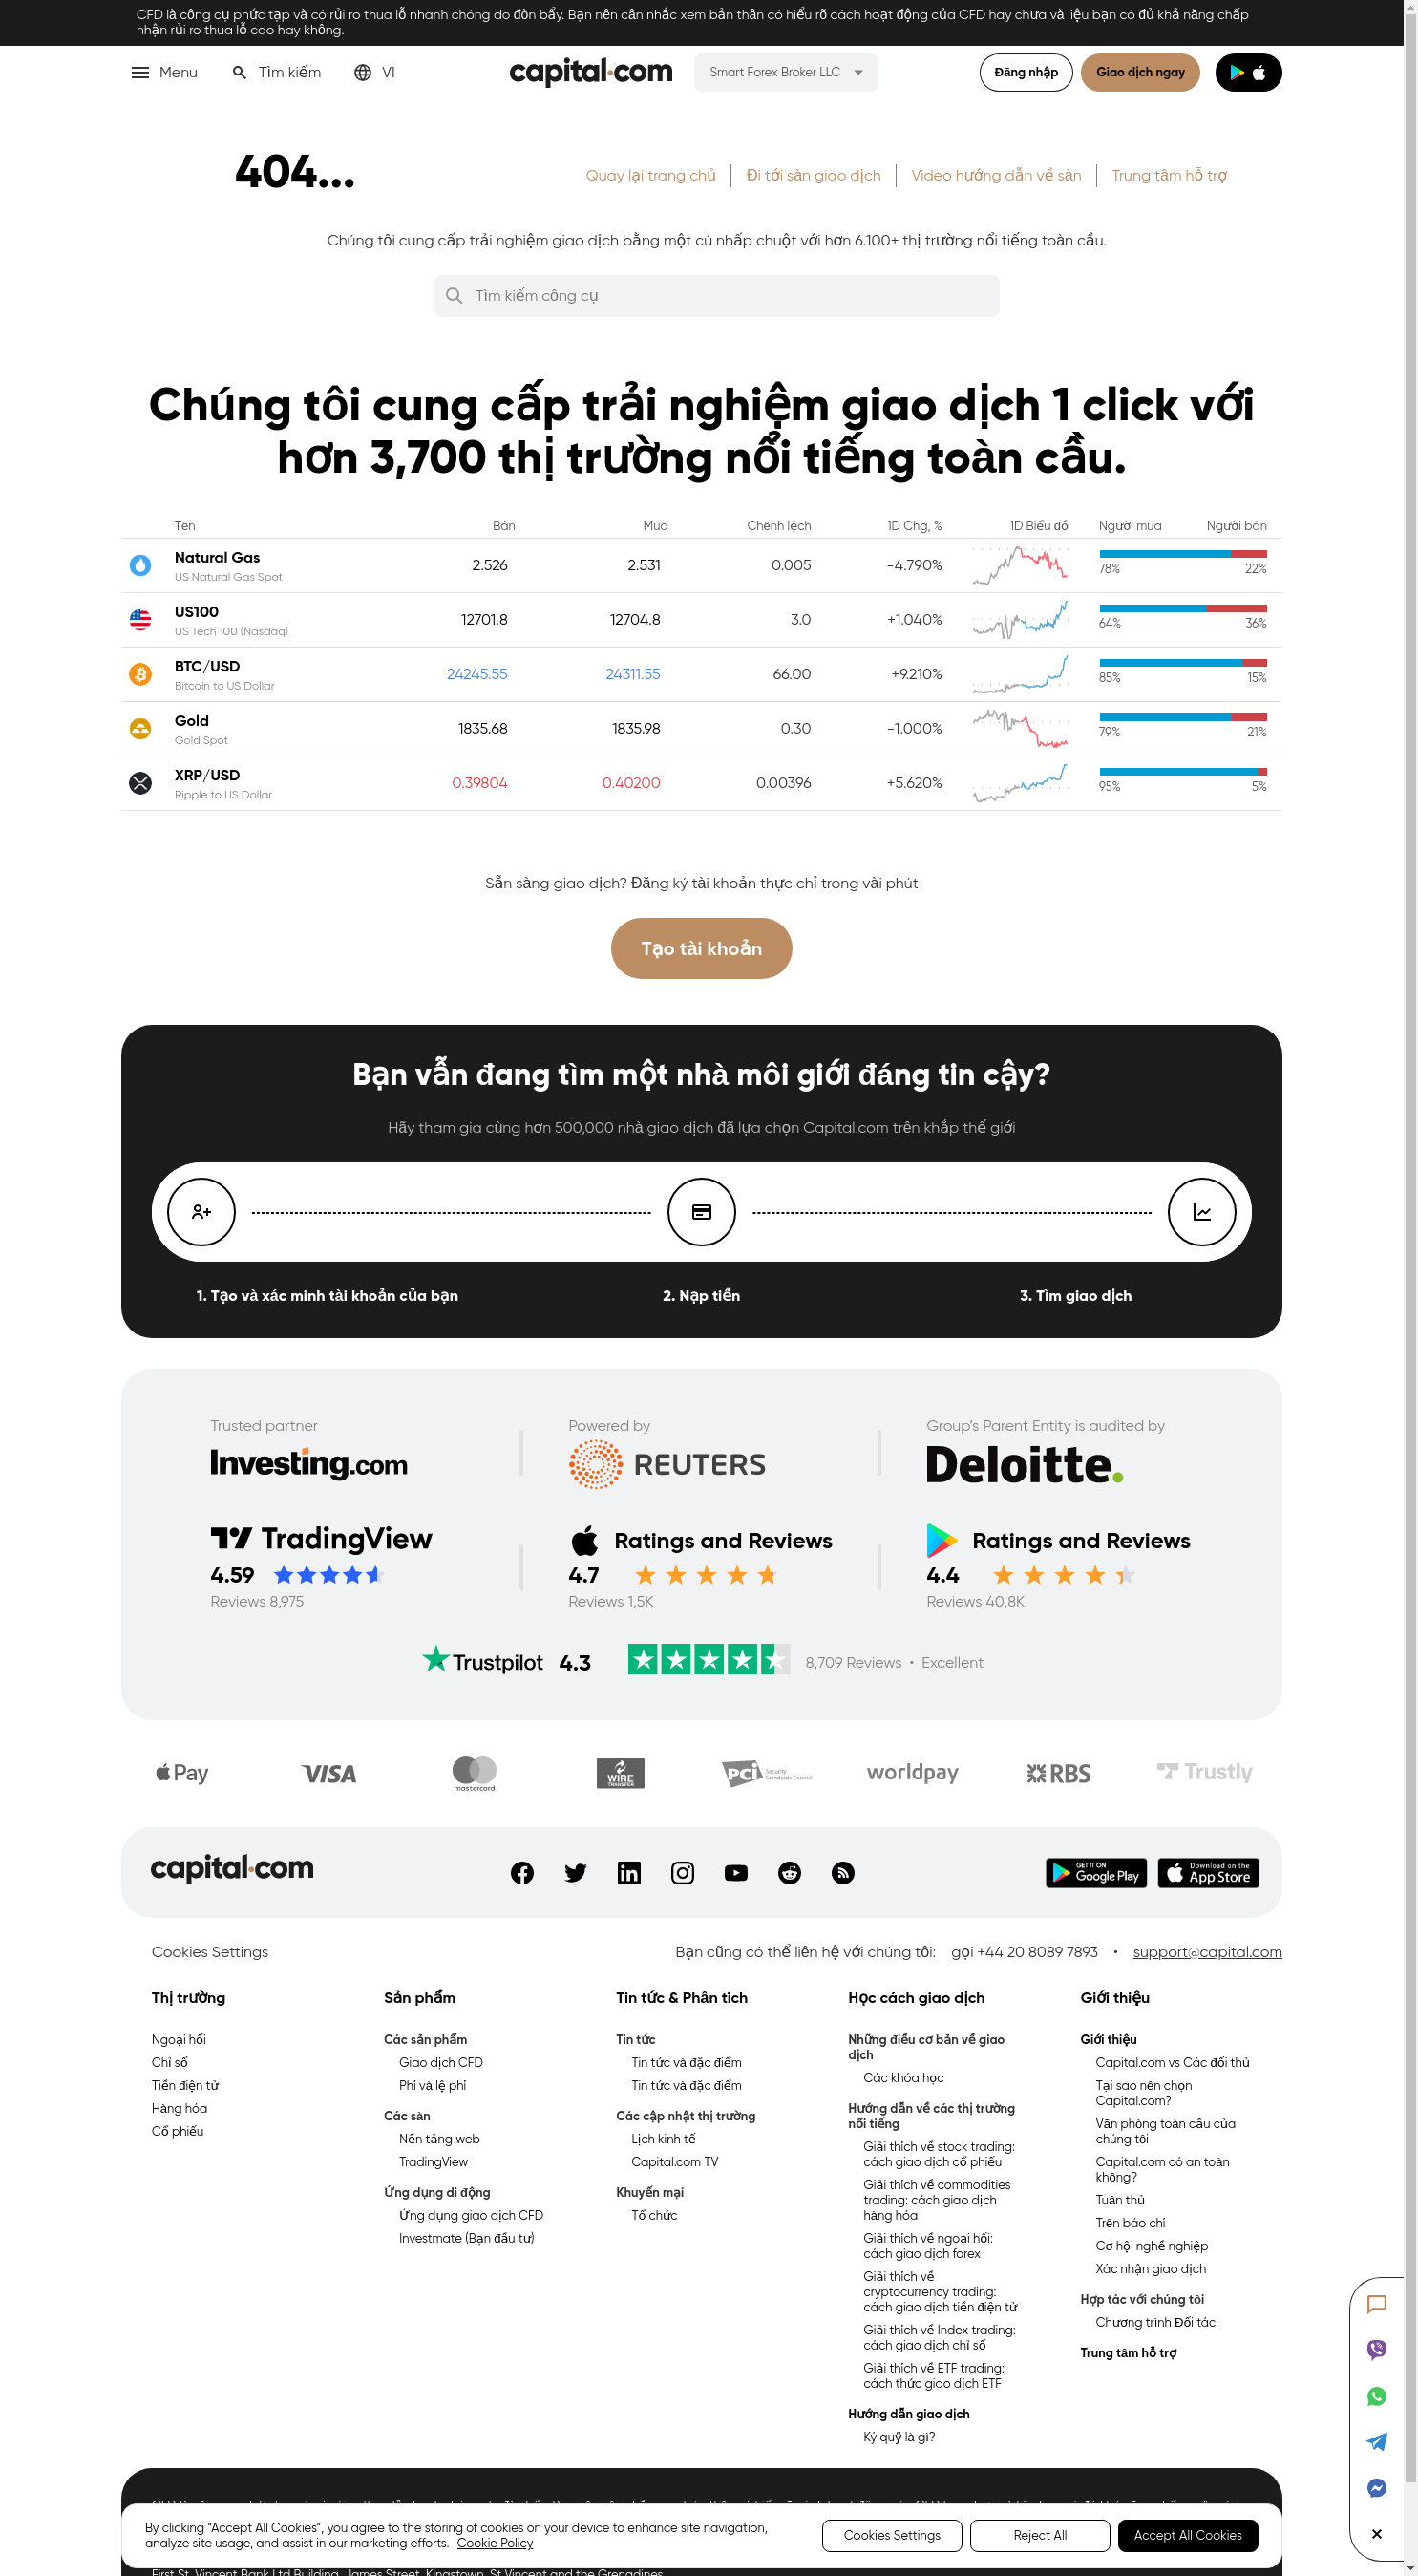 CFD là công cụ phức tạp và có rủi ro thua lỗ nhanh chóng do đòn bẩy. Bạn nên cân nhắc xem bản thân có hiểu rõ cách hoạt động của CFD hay chưa và liệu bạn có đủ khả năng chấp
nhận rủi ro thua lỗ cao hay không.
Menu Tìm kiếm VI capital.com Smart Forex Broker LLC Đăng nhập Giao dịch ngay
404...
Quay lại trang chủ Đi tới sàn giao dịch Video hướng dẫn về sàn Trung tâm hỗ trợ
Chúng tôi cung cấp trải nghiệm giao dịch bằng một cú nhấp chuột với hơn 6.100+ thị trường nổi tiếng toàn cầu.
Tìm kiếm công cụ
Chúng tôi cung cấp trải nghiệm giao dịch 1 click với
hơn 3,700 thị trường nổi tiếng toàn cầu.
Tên Bán Mua Chênh lệch 1D Chg, % 1D Biểu đồ Người mua Người bán
Natural Gas 2.526 2.531 0.005 -4.790%
US Natural Gas Spot 78% 22%
US100 12701.8 12704.8 3.0 +1.040%
US Tech 100 (Nasdaq) 64% 36%
BTC/USD 24245.55 24311.55 66.00 +9.210%
Bitcoin to US Dollar 85% 15%
Gold 1835.68 1835.98 0.30 -1.000%
Gold Spot 79% 21%
XRP/USD 0.39804 0.40200 0.00396 +5.620%
Ripple to US Dollar 95% 5%
Sẵn sàng giao dịch? Đăng ký tài khoản thực chỉ trong vài phút
Tạo tài khoản
Bạn vẫn đang tìm một nhà môi giới đáng tin cậy?
Hãy tham gia cùng hơn 500,000 nhà giao dịch đã lựa chọn Capital.com trên khắp thế giới
1. Tạo và xác minh tài khoản của bạn 2. Nạp tiền 3. Tìm giao dịch
Trusted partner Powered by Group's Parent Entity is audited by
Investing.com REUTERS Deloitte.
TradingView Ratings and Reviews Ratings and Reviews
4.59 4.7 4.4
Reviews 8,975 Reviews 1,5K Reviews 40,8K
Trustpilot 4.3 8,709 Reviews • Excellent
Pay VISA mastercard WIRE TRANSFER PCI Security Standards Council worldpay RBS Trustly
capital.com GET IT ON Google Play Download on the App Store
Cookies Settings Bạn cũng có thể liên hệ với chúng tôi: gọi +44 20 8089 7893 • support@capital.com
Thị trường
Ngoại hối
Chỉ số
Tiền điện tử
Hàng hóa
Cổ phiếu
Sản phẩm
Các sản phẩm
Giao dịch CFD
Phí và lệ phí
Các sàn
Nền tảng web
TradingView
Ứng dụng di động
Ứng dụng giao dịch CFD
Investmate (Bạn đầu tư)
Tin tức & Phân tích
Tin tức
Tin tức và đặc điểm
Tin tức và đặc điểm
Các cập nhật thị trường
Lịch kinh tế
Capital.com TV
Khuyến mại
Tổ chức
Học cách giao dịch
Những điều cơ bản về giao
dịch
Các khóa học
Hướng dẫn về các thị trường
nổi tiếng
Giải thích về stock trading:
cách giao dịch cổ phiếu
Giải thích về commodities
trading: cách giao dịch
hàng hóa
Giải thích về ngoại hối:
cách giao dịch forex
Giải thích về
cryptocurrency trading:
cách giao dịch tiền điện tử
Giải thích về Index trading:
cách giao dịch chỉ số
Giải thích về ETF trading:
cách thức giao dịch ETF
Hướng dẫn giao dịch
Ký quỹ là gì?
Giới thiệu
Giới thiệu
Capital.com vs Các đối thủ
Tại sao nên chọn
Capital.com?
Văn phòng toàn cầu của
chúng tôi
Capital.com có an toàn
không?
Tuân thủ
Trên báo chí
Cơ hội nghề nghiệp
Xác nhận giao dịch
Hợp tác với chúng tôi
Chương trình Đối tác
Trung tâm hỗ trợ
By clicking “Accept All Cookies”, you agree to the storing of cookies on your device to enhance site navigation,
analyze site usage, and assist in our marketing efforts. Cookie Policy
Cookies Settings Reject All Accept All Cookies
First St. Vincent Bank Ltd Building, James Street, Kingstown, St Vincent and the Grenadines